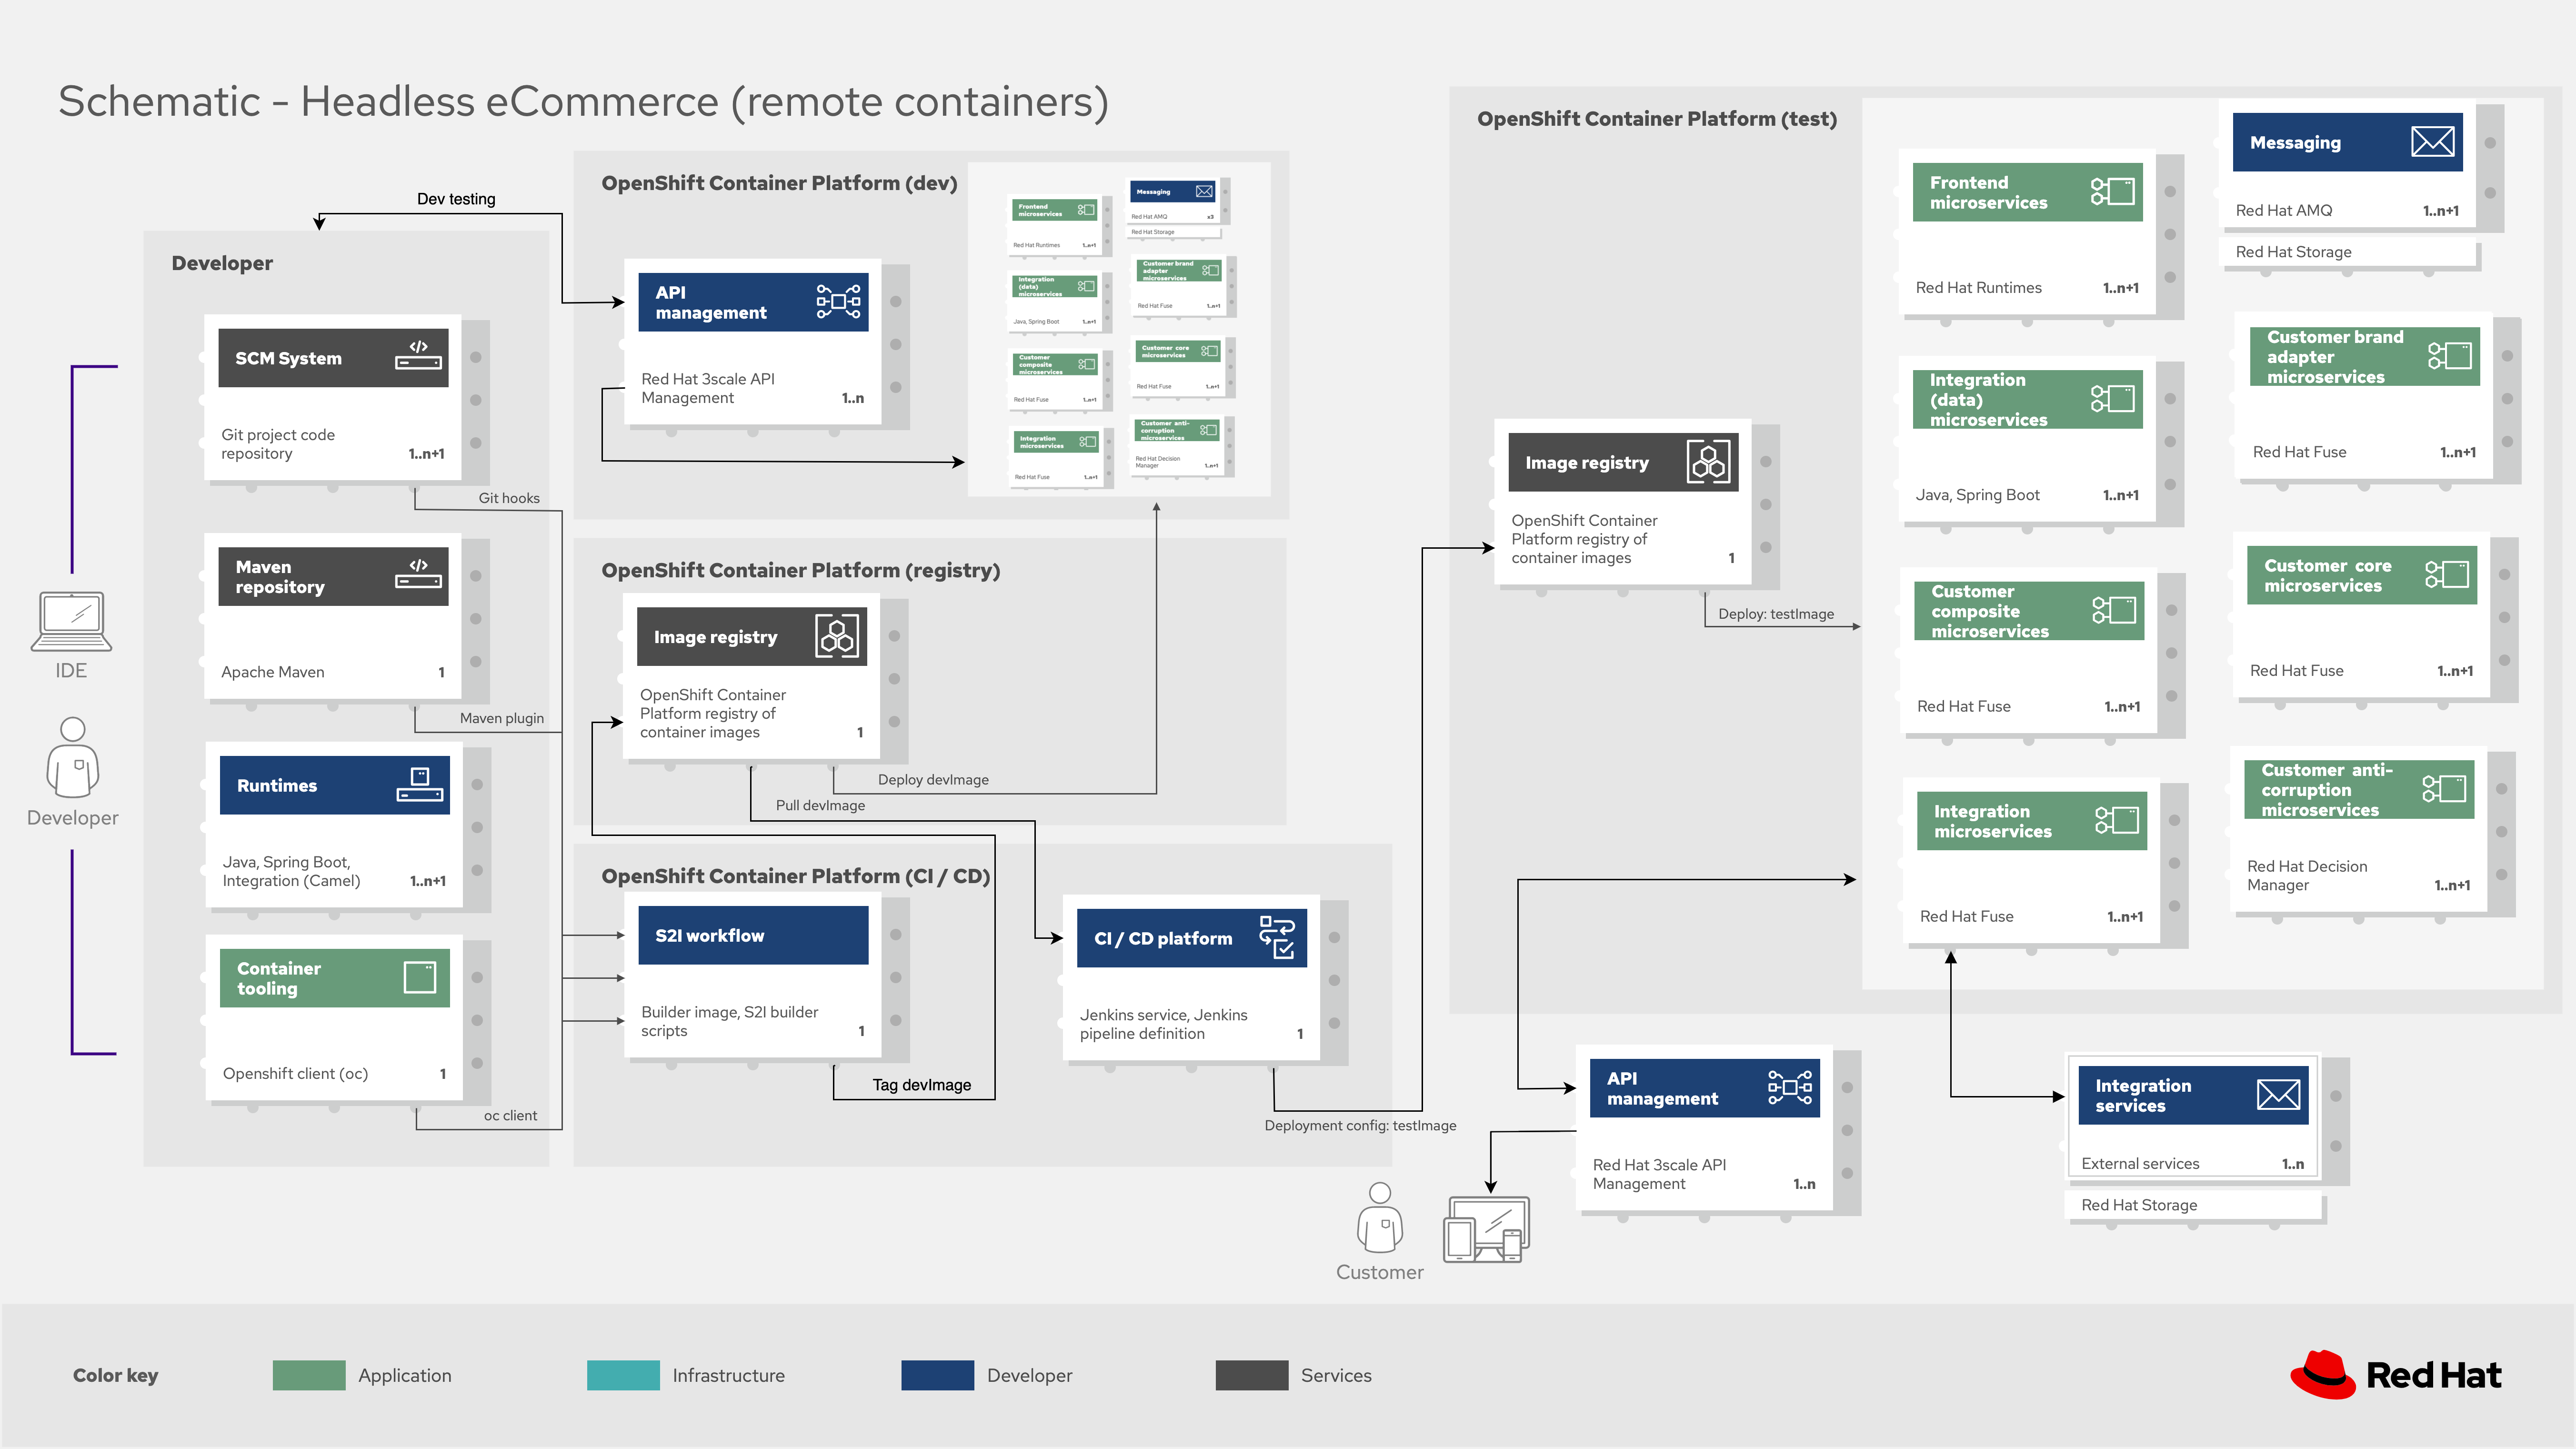 Schematic - Headless eCommerce (remote containers)
Dev testing
Developer
SCM System
Git project code
repository
1..n+1
Git hooks
Maven
repository
Apache Maven
1
Maven plugin
Runtimes
Java, Spring Boot,
Integration (Camel)
1..n+1
Container
tooling
Openshift client (oc)
1
oc client
IDE
Developer
OpenShift Container Platform (dev)
API
management
Red Hat 3scale API
Management
1..n
Frontend
microservices
Red Hat Runtimes
1..n+1
Messaging
Red Hat AMQ
x3
Red Hat Storage
Integration
(data)
microservices
Java, Spring Boot
1..n+1
Customer brand
adapter
microservices
Red Hat Fuse
1..n+1
Customer
composite
microservices
Red Hat Fuse
1..n+1
Customer core
microservices
Red Hat Fuse
1..n+1
Integration
microservices
Red Hat Fuse
1..n+1
Customer anti-
corruption
microservices
Red Hat Decision
Manager
1..n+1
OpenShift Container Platform (registry)
Image registry
OpenShift Container
Platform registry of
container images
1
Deploy devImage
Pull devImage
OpenShift Container Platform (CI / CD)
S2I workflow
Builder image, S2I builder
scripts
1
Tag devImage
CI / CD platform
Jenkins service, Jenkins
pipeline definition
1
Deployment config: testImage
OpenShift Container Platform (test)
Image registry
OpenShift Container
Platform registry of
container images
1
Deploy: testImage
Frontend
microservices
Red Hat Runtimes
1..n+1
Messaging
Red Hat AMQ
1..n+1
Red Hat Storage
Integration
(data)
microservices
Java, Spring Boot
1..n+1
Customer brand
adapter
microservices
Red Hat Fuse
1..n+1
Customer
composite
microservices
Red Hat Fuse
1..n+1
Customer core
microservices
Red Hat Fuse
1..n+1
Integration
microservices
Red Hat Fuse
1..n+1
Customer anti-
corruption
microservices
Red Hat Decision
Manager
1..n+1
API
management
Red Hat 3scale API
Management
1..n
Integration
services
External services
1..n
Red Hat Storage
Customer
Color key
Application
Infrastructure
Developer
Services
Red Hat